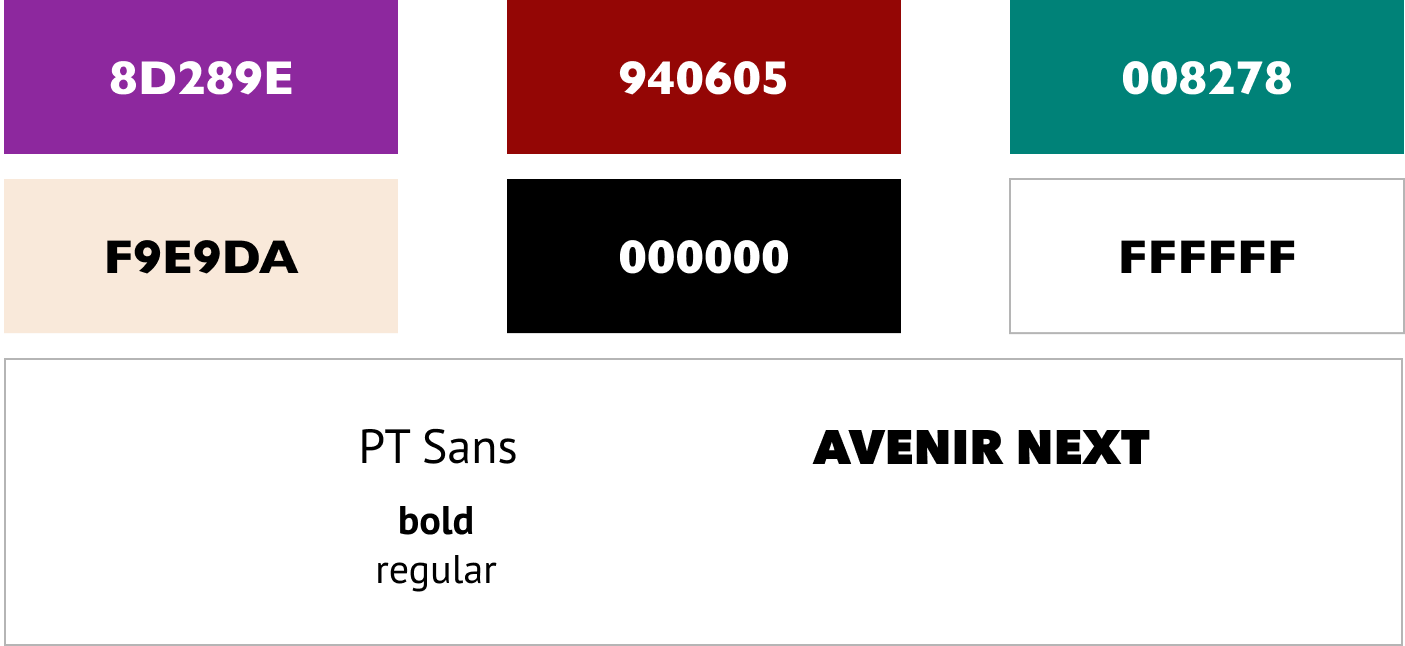 8D289E
940605
008278
F9E9DA
000000
FFFFFF
PT Sans
AVENIR NEXT
bold
regular